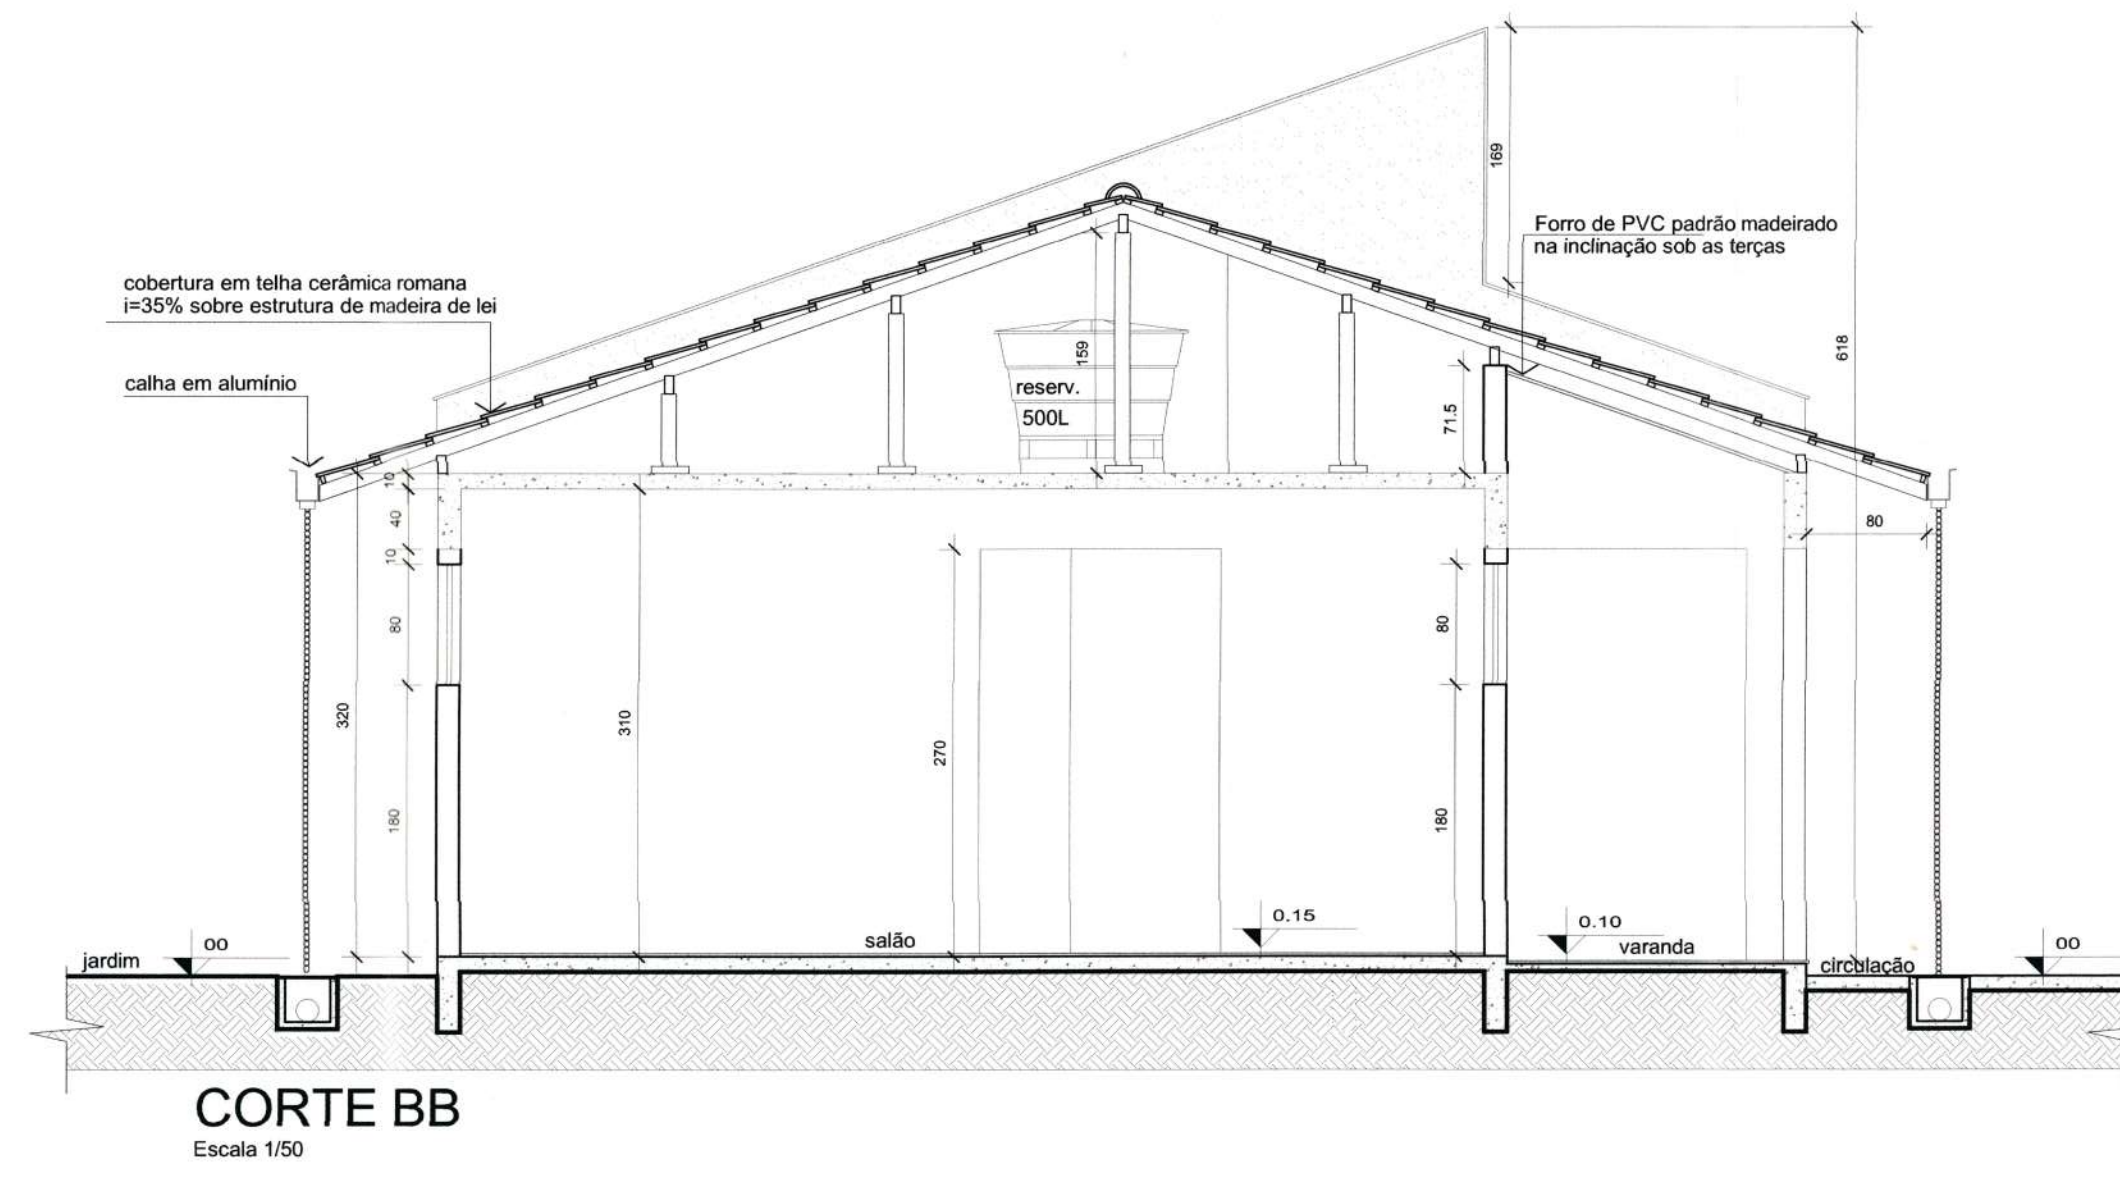 169
Forro de PVC padrão madeirado
na inclinação sob as terças
cobertura em telha cerâmica romana
i=35% sobre estrutura de madeira de lei
calha em alumínio
159
618
reserv.
500L
71.5
10
40
10
80
80
80
320
310
270
180
180
0.15
0.10
salão
varanda
jardim
00
circulação
00
CORTE BB
Escala 1/50